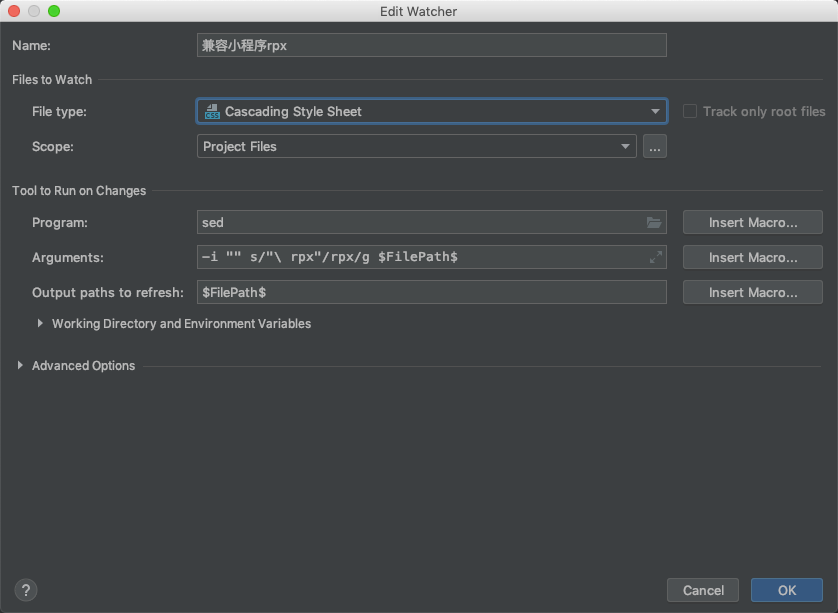 Edit Watcher
Name: 兼容小程序rpx
Files to Watch
File type: CSS Cascading Style Sheet Track only root files
Scope: Project Files ...
Tool to Run on Changes
Program: sed Insert Macro...
Arguments: -i "" s/"\ rpx"/rpx/g $FilePath$ Insert Macro...
Output paths to refresh: $FilePath$ Insert Macro...
Working Directory and Environment Variables
Advanced Options
? Cancel OK